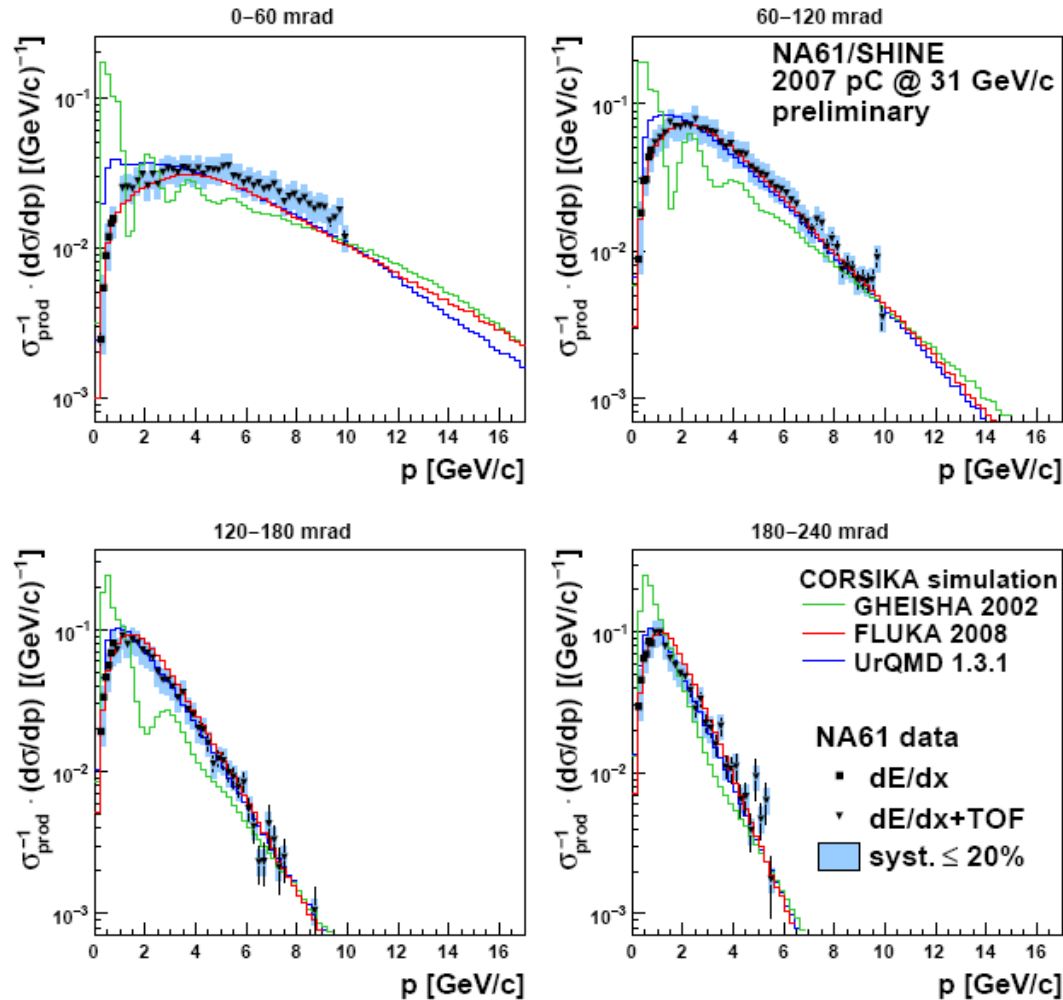 0–60 mrad
σ⁻¹prod · (dσ/dp) [(GeV/c)⁻¹]
10⁻¹
10⁻²
10⁻³
0 2 4 6 8 10 12 14 16
p [GeV/c]
60–120 mrad
NA61/SHINE
2007 pC @ 31 GeV/c
preliminary
σ⁻¹prod · (dσ/dp) [(GeV/c)⁻¹]
10⁻¹
10⁻²
10⁻³
0 2 4 6 8 10 12 14 16
p [GeV/c]
120–180 mrad
σ⁻¹prod · (dσ/dp) [(GeV/c)⁻¹]
10⁻¹
10⁻²
10⁻³
0 2 4 6 8 10 12 14 16
p [GeV/c]
180–240 mrad
CORSIKA simulation
GHEISHA 2002
FLUKA 2008
UrQMD 1.3.1
NA61 data
dE/dx
dE/dx+TOF
syst. ≤ 20%
σ⁻¹prod · (dσ/dp) [(GeV/c)⁻¹]
10⁻¹
10⁻²
10⁻³
0 2 4 6 8 10 12 14 16
p [GeV/c]